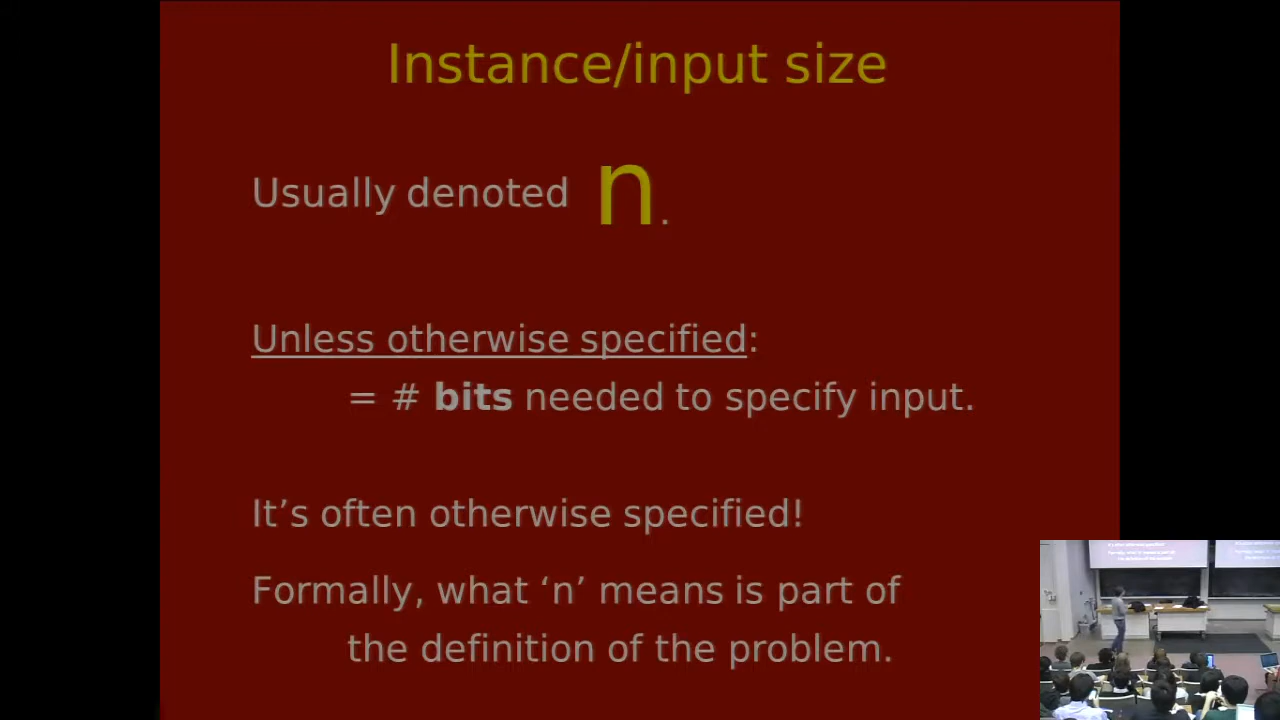 Instance/input size
Usually denoted n.
Unless otherwise specified:
= # bits needed to specify input.
It’s often otherwise specified!
Formally, what ‘n’ means is part of
the definition of the problem.